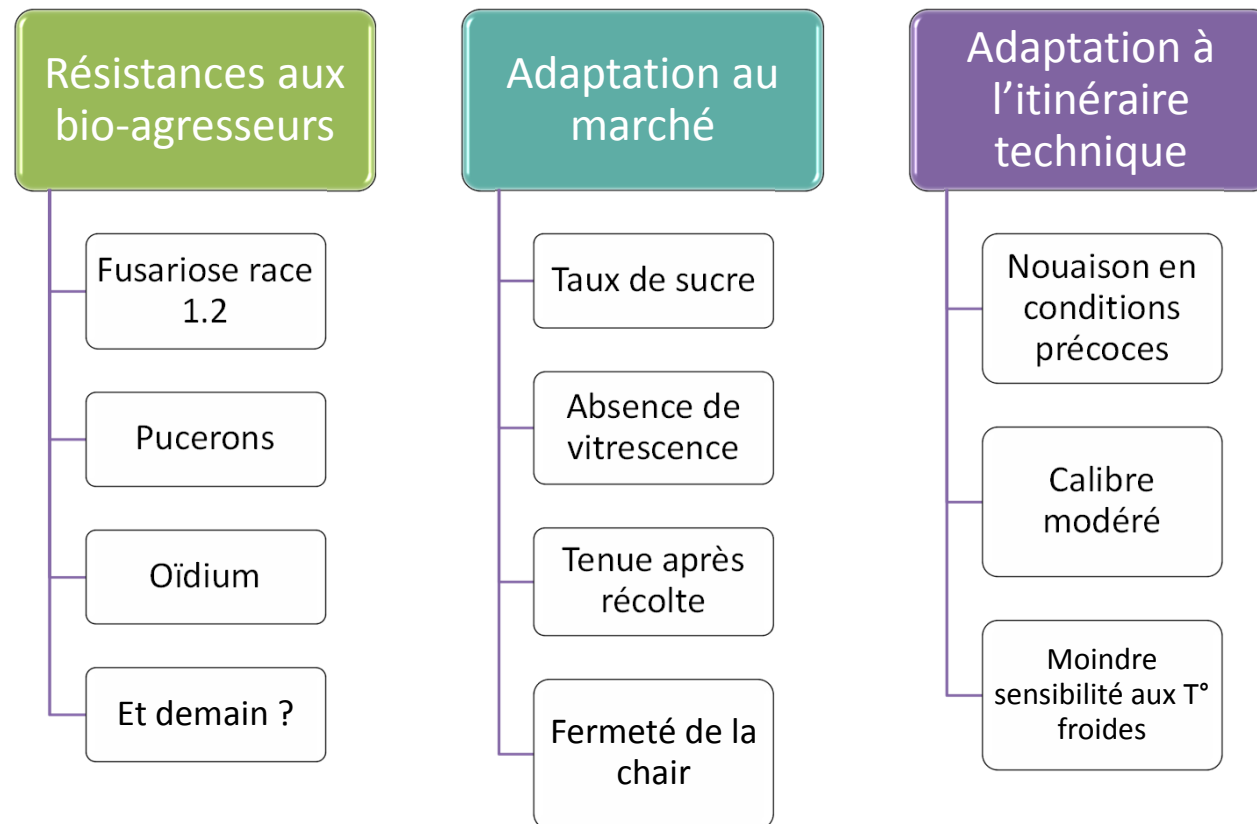 Résistances aux
bio-agresseurs
Fusariose race
1.2
Pucerons
Oïdium
Et demain ?
Adaptation au
marché
Taux de sucre
Absence de
vitrescence
Tenue après
récolte
Fermeté de la
chair
Adaptation à
l’itinéraire
technique
Nouaison en
conditions
précoces
Calibre
modéré
Moindre
sensibilité aux T°
froides